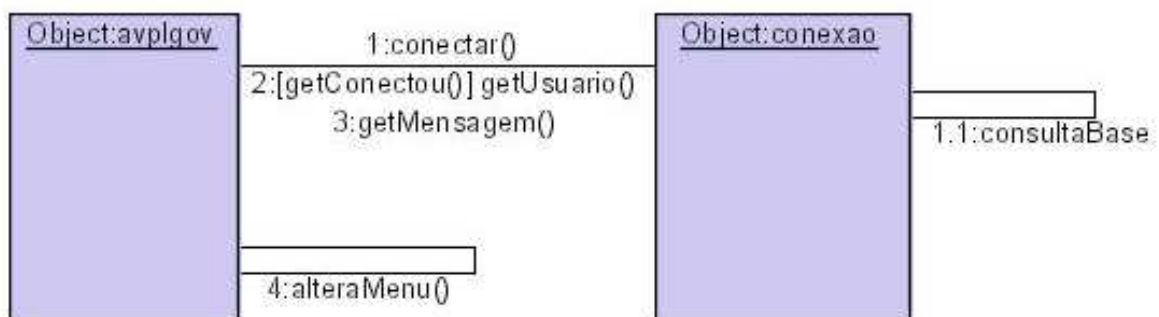 Object:avplgov
Object:conexao
1:conectar()
2:[getConectou()] getUsuario()
3:getMensagem()
1.1:consultaBase
4:alteraMenu()